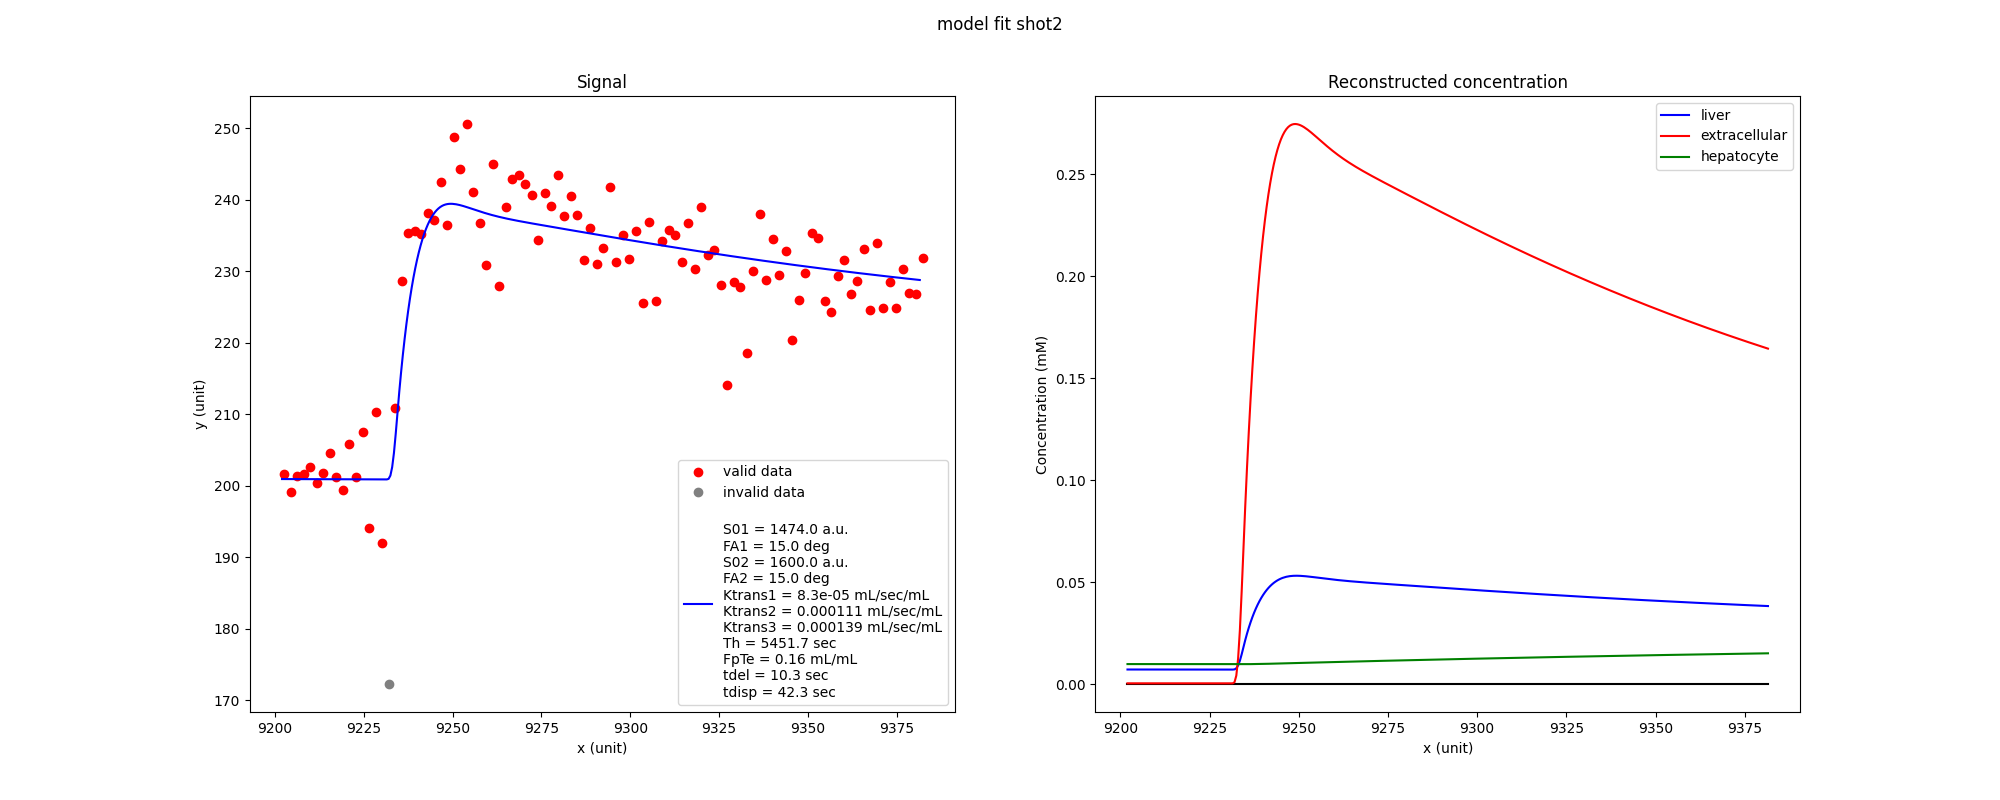 model fit shot2
Signal
y (unit)
250
240
230
220
210
200
190
180
170
valid data
invalid data
S01 = 1474.0 a.u.
FA1 = 15.0 deg
S02 = 1600.0 a.u.
FA2 = 15.0 deg
Ktrans1 = 8.3e-05 mL/sec/mL
Ktrans2 = 0.000111 mL/sec/mL
Ktrans3 = 0.000139 mL/sec/mL
Th = 5451.7 sec
FpTe = 0.16 mL/mL
tdel = 10.3 sec
tdisp = 42.3 sec
9200 9225 9250 9275 9300 9325 9350 9375
x (unit)
Reconstructed concentration
Concentration (mM)
0.25
0.20
0.15
0.10
0.05
0.00
liver
extracellular
hepatocyte
9200 9225 9250 9275 9300 9325 9350 9375
x (unit)